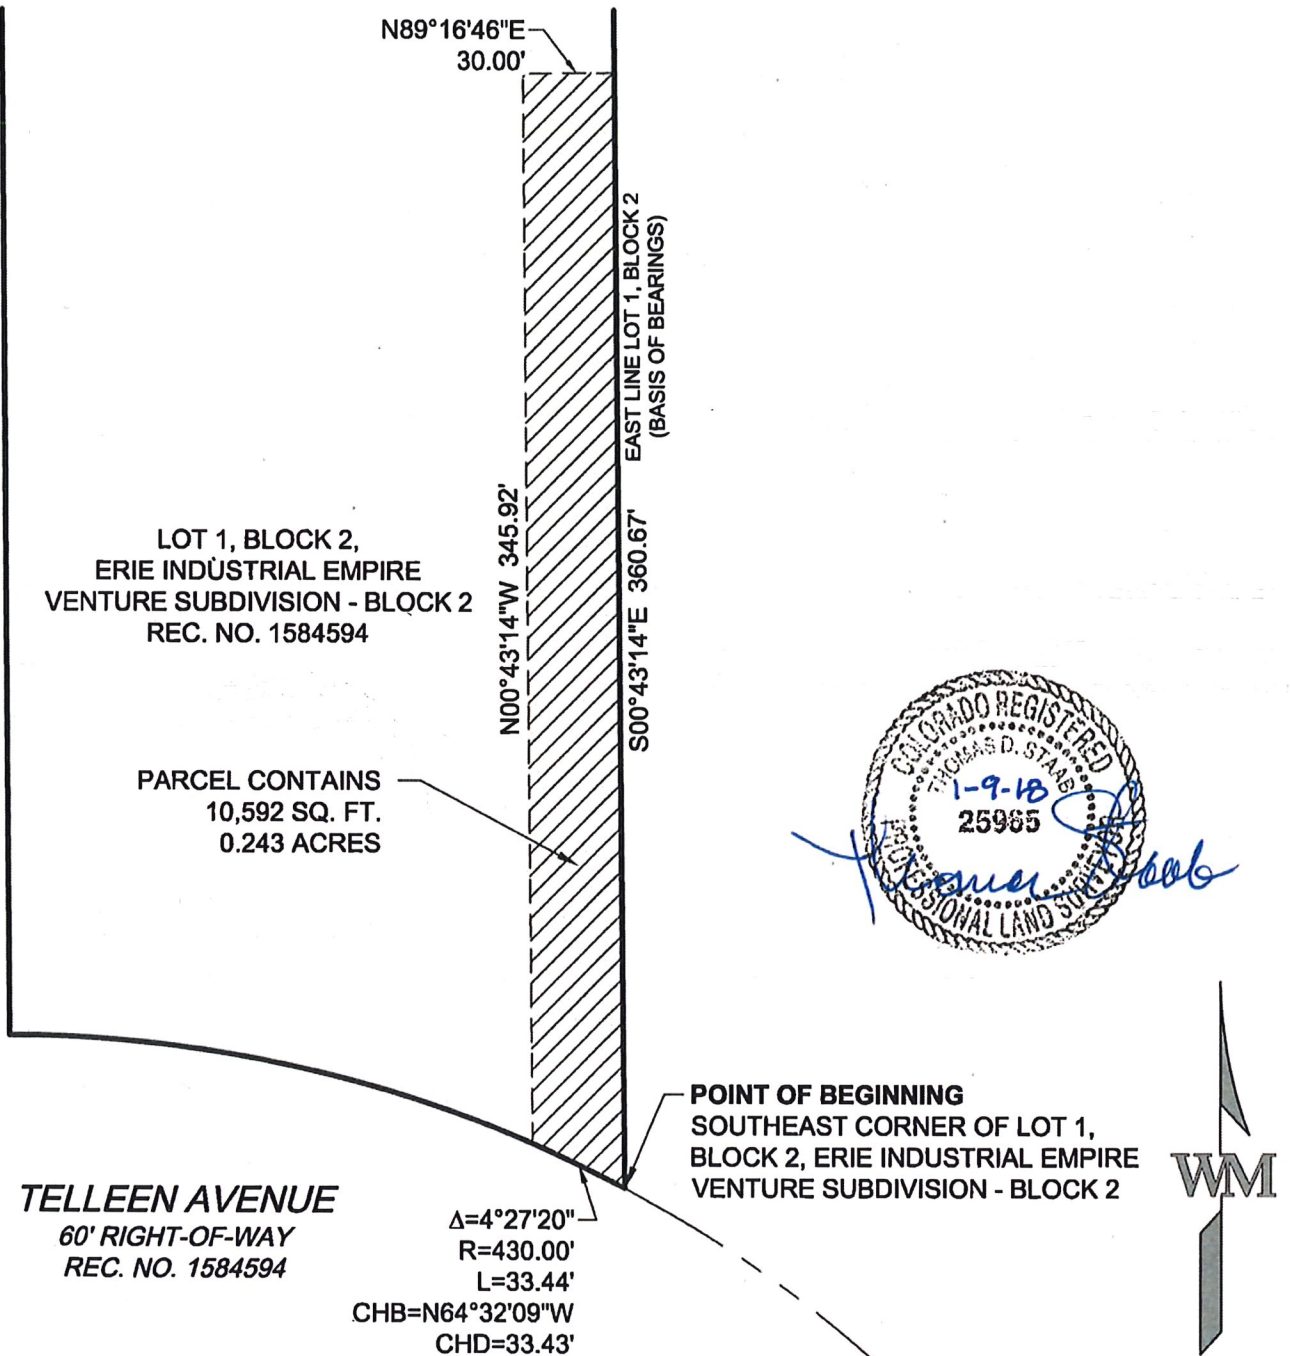 N89°16'46"E
30.00'
EAST LINE LOT 1, BLOCK 2
(BASIS OF BEARINGS)
N00°43'14"W 345.92'
S00°43'14"E 360.67'
LOT 1, BLOCK 2,
ERIE INDUSTRIAL EMPIRE
VENTURE SUBDIVISION - BLOCK 2
REC. NO. 1584594
PARCEL CONTAINS
10,592 SQ. FT.
0.243 ACRES
COLORADO REGISTERED
THOMAS D. STAAB
1-9-18
25965
PROFESSIONAL LAND SURVEYOR
Thomas Staab
POINT OF BEGINNING
SOUTHEAST CORNER OF LOT 1,
BLOCK 2, ERIE INDUSTRIAL EMPIRE
VENTURE SUBDIVISION - BLOCK 2
WM
TELLEEN AVENUE
60' RIGHT-OF-WAY
REC. NO. 1584594
Δ=4°27'20"
R=430.00'
L=33.44'
CHB=N64°32'09"W
CHD=33.43'